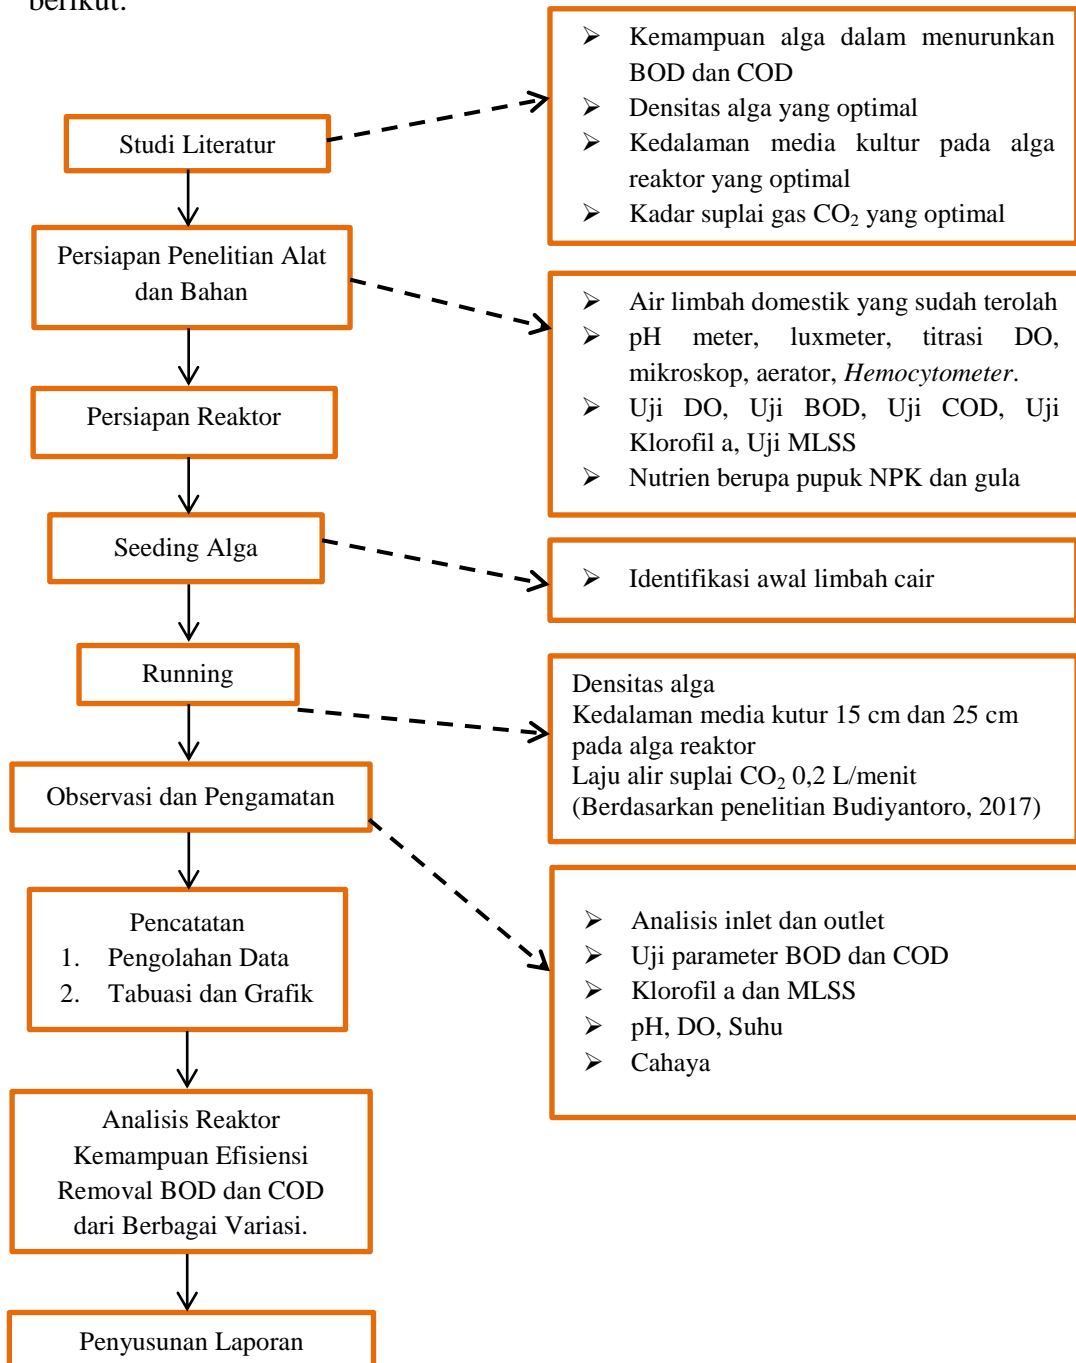 berikut:
Studi Literatur
➢ Kemampuan alga dalam menurunkan
BOD dan COD
➢ Densitas alga yang optimal
➢ Kedalaman media kultur pada alga
reaktor yang optimal
➢ Kadar suplai gas CO₂ yang optimal
Persiapan Penelitian Alat
dan Bahan
➢ Air limbah domestik yang sudah terolah
➢ pH meter, luxmeter, titrasi DO,
mikroskop, aerator, Hemocytometer.
➢ Uji DO, Uji BOD, Uji COD, Uji
Klorofil a, Uji MLSS
➢ Nutrien berupa pupuk NPK dan gula
Persiapan Reaktor
Seeding Alga
➢ Identifikasi awal limbah cair
Running
Densitas alga
Kedalaman media kutur 15 cm dan 25 cm
pada alga reaktor
Laju alir suplai CO₂ 0,2 L/menit
(Berdasarkan penelitian Budiyantoro, 2017)
Observasi dan Pengamatan
➢ Analisis inlet dan outlet
➢ Uji parameter BOD dan COD
➢ Klorofil a dan MLSS
➢ pH, DO, Suhu
➢ Cahaya
Pencatatan
1. Pengolahan Data
2. Tabuasi dan Grafik
Analisis Reaktor
Kemampuan Efisiensi
Removal BOD dan COD
dari Berbagai Variasi.
Penyusunan Laporan